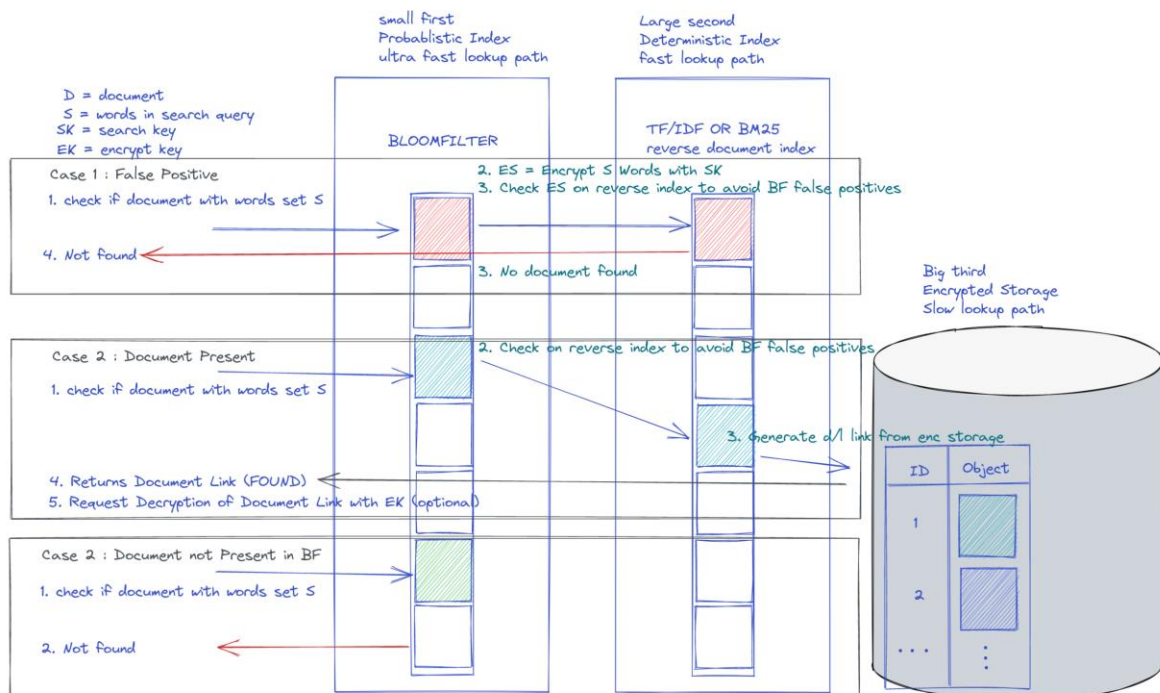 small first
Probablistic Index
ultra fast lookup path
Large second
Deterministic Index
fast lookup path
D = document
S = words in search query
SK = search key
EK = encrypt key
BLOOMFILTER
TF/IDF OR BM25
reverse document index
Case 1 : False Positive
2. ES = Encrypt S Words with SK
3. Check ES on reverse index to avoid BF false positives
1. check if document with words set S
4. Not found
3. No document found
Big third
Encrypted Storage
Slow lookup path
Case 2 : Document Present
2. Check on reverse index to avoid BF false positives
1. check if document with words set S
3. Generate d/l link from enc storage
4. Returns Document Link (FOUND)
5. Request Decryption of Document Link with EK (optional)
ID Object
1
2
... ...
Case 2 : Document not Present in BF
1. check if document with words set S
2. Not found